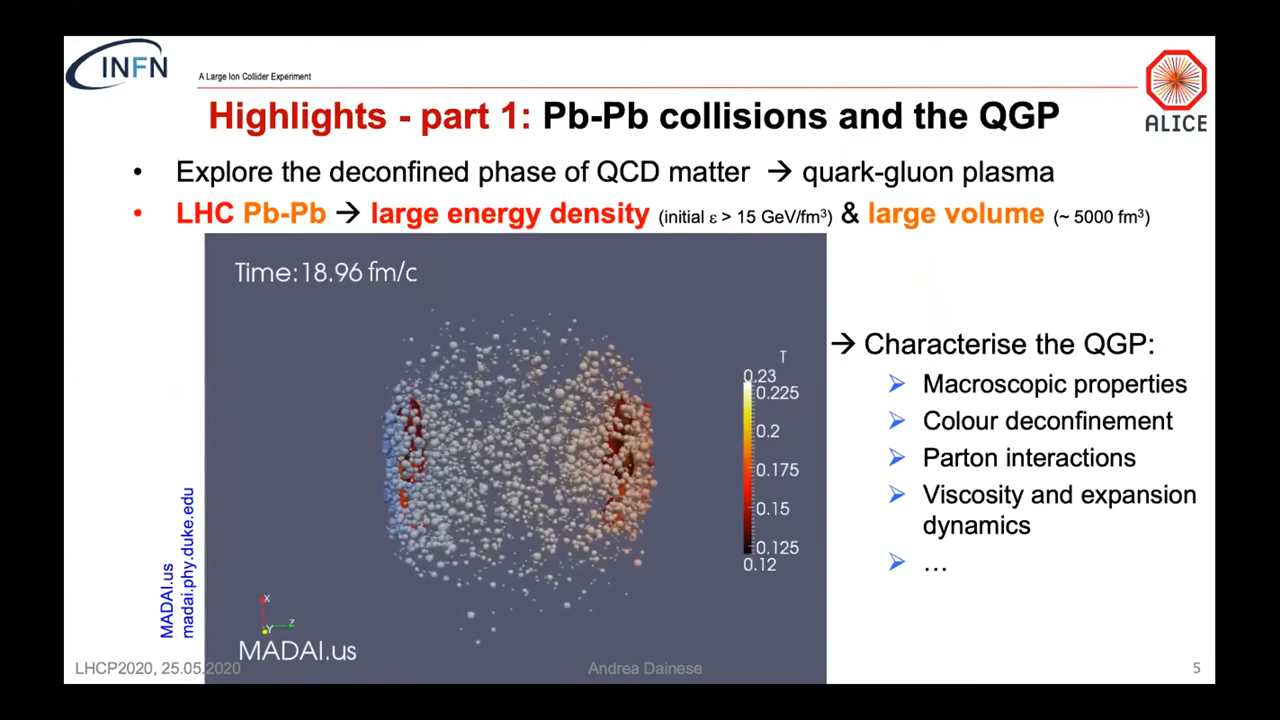 INFN
A Large Ion Collider Experiment
ALICE
Highlights - part 1: Pb-Pb collisions and the QGP
• Explore the deconfined phase of QCD matter → quark-gluon plasma
• LHC Pb-Pb → large energy density (initial ε > 15 GeV/fm³) & large volume (~ 5000 fm³)
Time:18.96 fm/c
T
0.23
0.225
0.2
0.175
0.15
0.125
0.12
→ Characterise the QGP:
➢ Macroscopic properties
➢ Colour deconfinement
➢ Parton interactions
➢ Viscosity and expansion
dynamics
➢ …
MADAI.us
madai.phy.duke.edu
X
Y
Z
MADAI.us
LHCP2020, 25.05.2020
Andrea Dainese
5